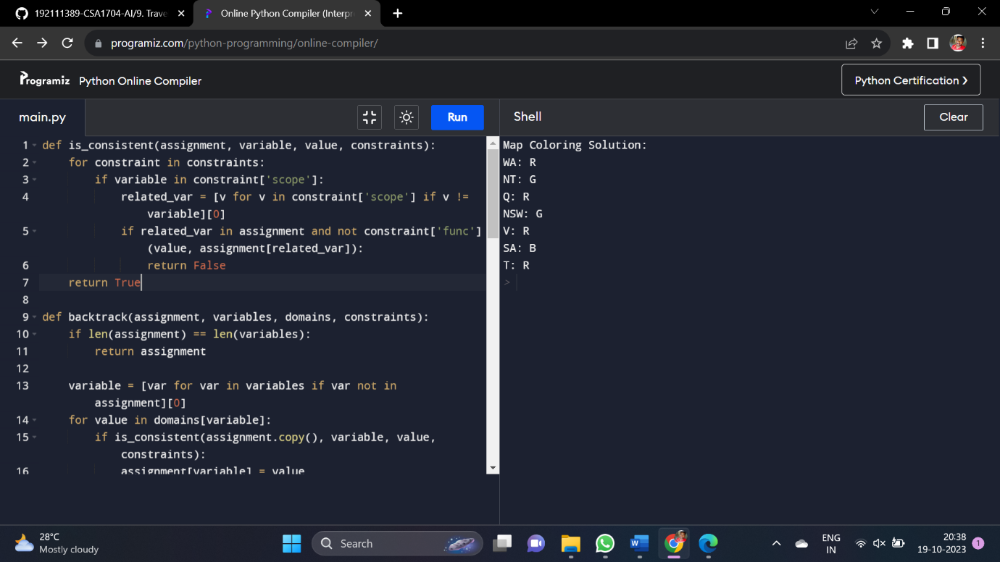 192111389-CSA1704-AI/9. Trave
Online Python Compiler (Interpr
programiz.com/python-programming/online-compiler/
Programiz Python Online Compiler
Python Certification
main.py
Run
Shell
Clear
1 def is_consistent(assignment, variable, value, constraints):
2 for constraint in constraints:
3 if variable in constraint['scope']:
4 related_var = [v for v in constraint['scope'] if v !=
variable][0]
5 if related_var in assignment and not constraint['func']
(value, assignment[related_var]):
6 return False
7 return True
8
9 def backtrack(assignment, variables, domains, constraints):
10 if len(assignment) == len(variables):
11 return assignment
12
13 variable = [var for var in variables if var not in
assignment][0]
14 for value in domains[variable]:
15 if is_consistent(assignment.copy(), variable, value,
constraints):
16 assignment[variable] = value
Map Coloring Solution:
WA: R
NT: G
Q: R
NSW: G
V: R
SA: B
T: R
>
28°C
Mostly cloudy
Search
ENG
IN
20:38
19-10-2023
1